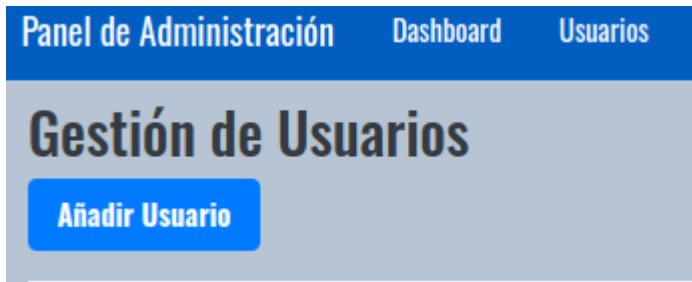 Panel de Administración Dashboard Usuarios
Gestión de Usuarios
Añadir Usuario